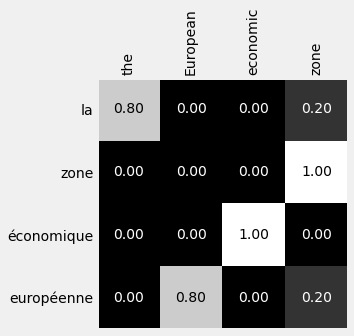 the European economic zone
la 0.80 0.00 0.00 0.20
zone 0.00 0.00 0.00 1.00
économique 0.00 0.00 1.00 0.00
européenne 0.00 0.80 0.00 0.20